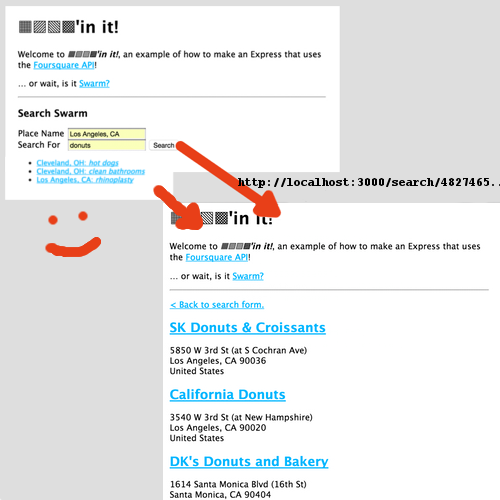 ▦▨▧▩'in it!
Welcome to ▦▨▧▩'in it!, an example of how to make an Express that uses
the Foursquare API!
... or wait, is it Swarm?
Search Swarm
Place Name Los Angeles, CA
Search For donuts Search
Cleveland, OH: hot dogs
Cleveland, OH: clean bathrooms
Los Angeles, CA: rhinoplasty
http://localhost:3000/search/4827465..
▦▨▧▩'in it!
Welcome to ▦▨▧▩'in it!, an example of how to make an Express that uses
the Foursquare API!
... or wait, is it Swarm?
< Back to search form.
SK Donuts & Croissants
5850 W 3rd St (at S Cochran Ave)
Los Angeles, CA 90036
United States
California Donuts
3540 W 3rd St (at New Hampshire)
Los Angeles, CA 90020
United States
DK's Donuts and Bakery
1614 Santa Monica Blvd (16th St)
Santa Monica, CA 90404